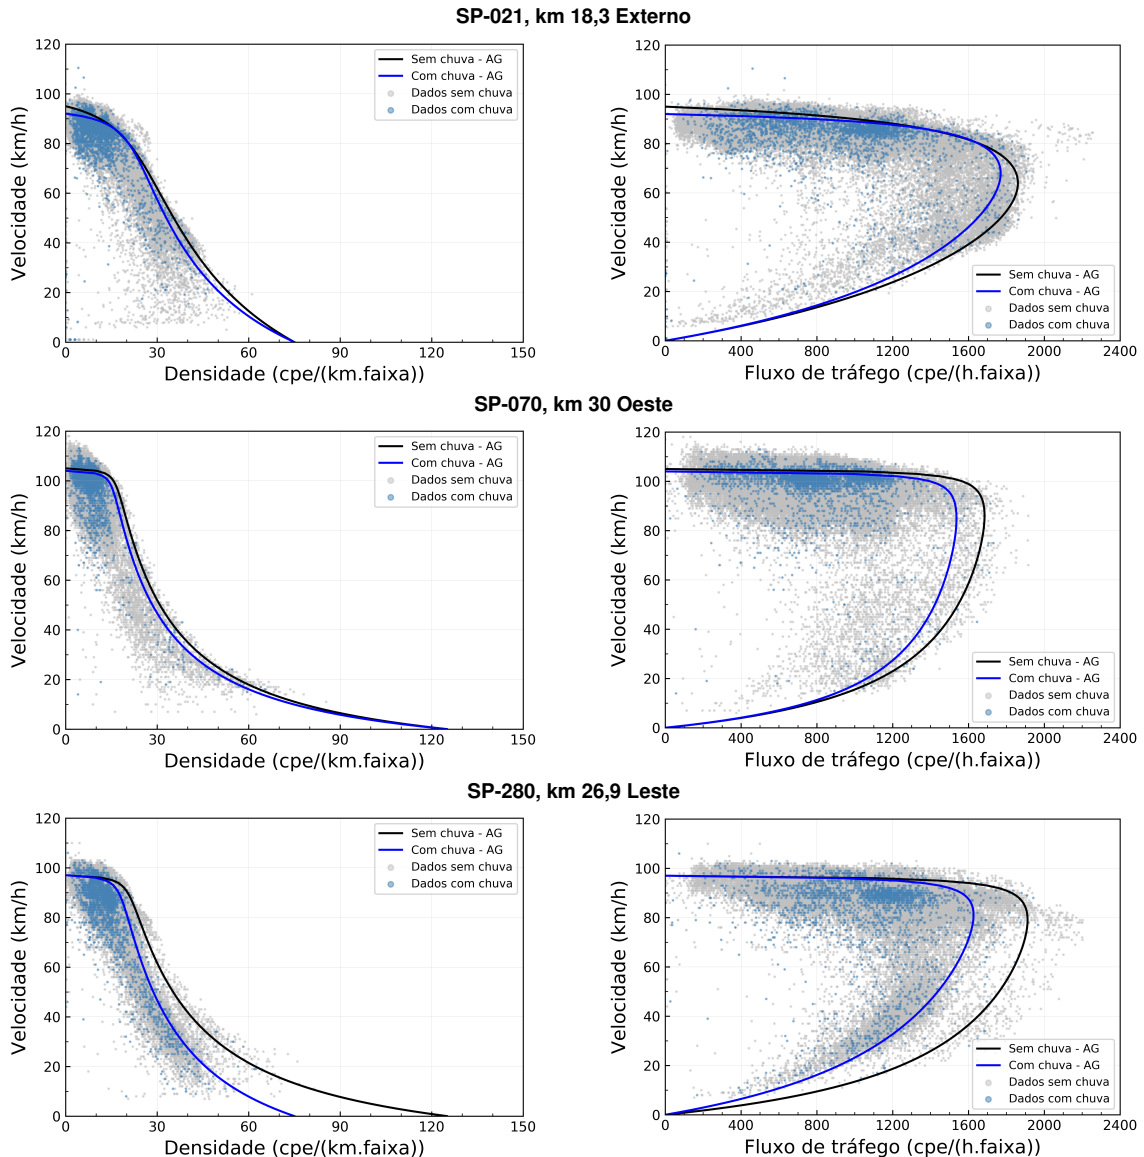 SP-021, km 18,3 Externo
120
100
80
60
40
20
0
Velocidade (km/h)
0 30 60 90 120 150
Densidade (cpe/(km.faixa))
Sem chuva - AG
Com chuva - AG
Dados sem chuva
Dados com chuva
120
100
80
60
40
20
0
Velocidade (km/h)
0 400 800 1200 1600 2000 2400
Fluxo de tráfego (cpe/(h.faixa))
Sem chuva - AG
Com chuva - AG
Dados sem chuva
Dados com chuva
SP-070, km 30 Oeste
120
100
80
60
40
20
0
Velocidade (km/h)
0 30 60 90 120 150
Densidade (cpe/(km.faixa))
Sem chuva - AG
Com chuva - AG
Dados sem chuva
Dados com chuva
120
100
80
60
40
20
0
Velocidade (km/h)
0 400 800 1200 1600 2000 2400
Fluxo de tráfego (cpe/(h.faixa))
Sem chuva - AG
Com chuva - AG
Dados sem chuva
Dados com chuva
SP-280, km 26,9 Leste
120
100
80
60
40
20
0
Velocidade (km/h)
0 30 60 90 120 150
Densidade (cpe/(km.faixa))
Sem chuva - AG
Com chuva - AG
Dados sem chuva
Dados com chuva
120
100
80
60
40
20
0
Velocidade (km/h)
0 400 800 1200 1600 2000 2400
Fluxo de tráfego (cpe/(h.faixa))
Sem chuva - AG
Com chuva - AG
Dados sem chuva
Dados com chuva